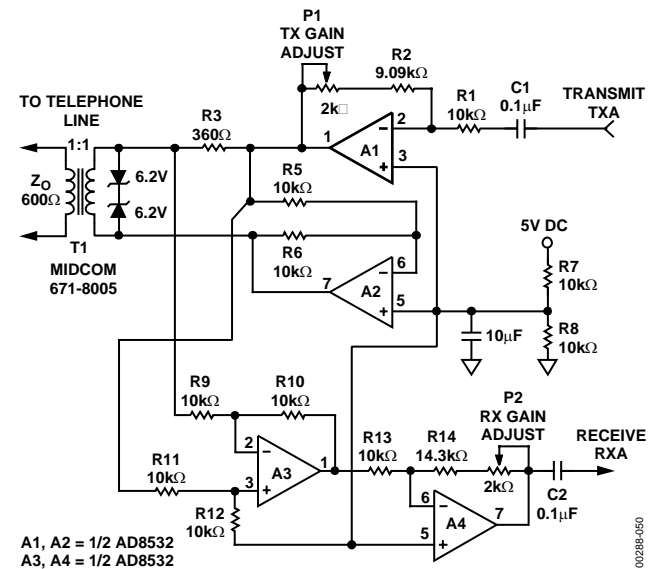 P1
TX GAIN
ADJUST
2k□
R2
9.09kΩ
R1
10kΩ
C1
0.1µF
TRANSMIT
TXA
TO TELEPHONE
LINE
1:1
R3
360Ω
1
A1
2
3
ZO
600Ω
6.2V
6.2V
T1
MIDCOM
671-8005
R5
10kΩ
R6
10kΩ
7
A2
6
5
5V DC
R7
10kΩ
R8
10kΩ
10µF
R9
10kΩ
R10
10kΩ
R11
10kΩ
R12
10kΩ
2
3
A3
1
R13
10kΩ
R14
14.3kΩ
P2
RX GAIN
ADJUST
2kΩ
6
5
A4
7
RECEIVE
RXA
C2
0.1µF
A1, A2 = 1/2 AD8532
A3, A4 = 1/2 AD8532
00288-050